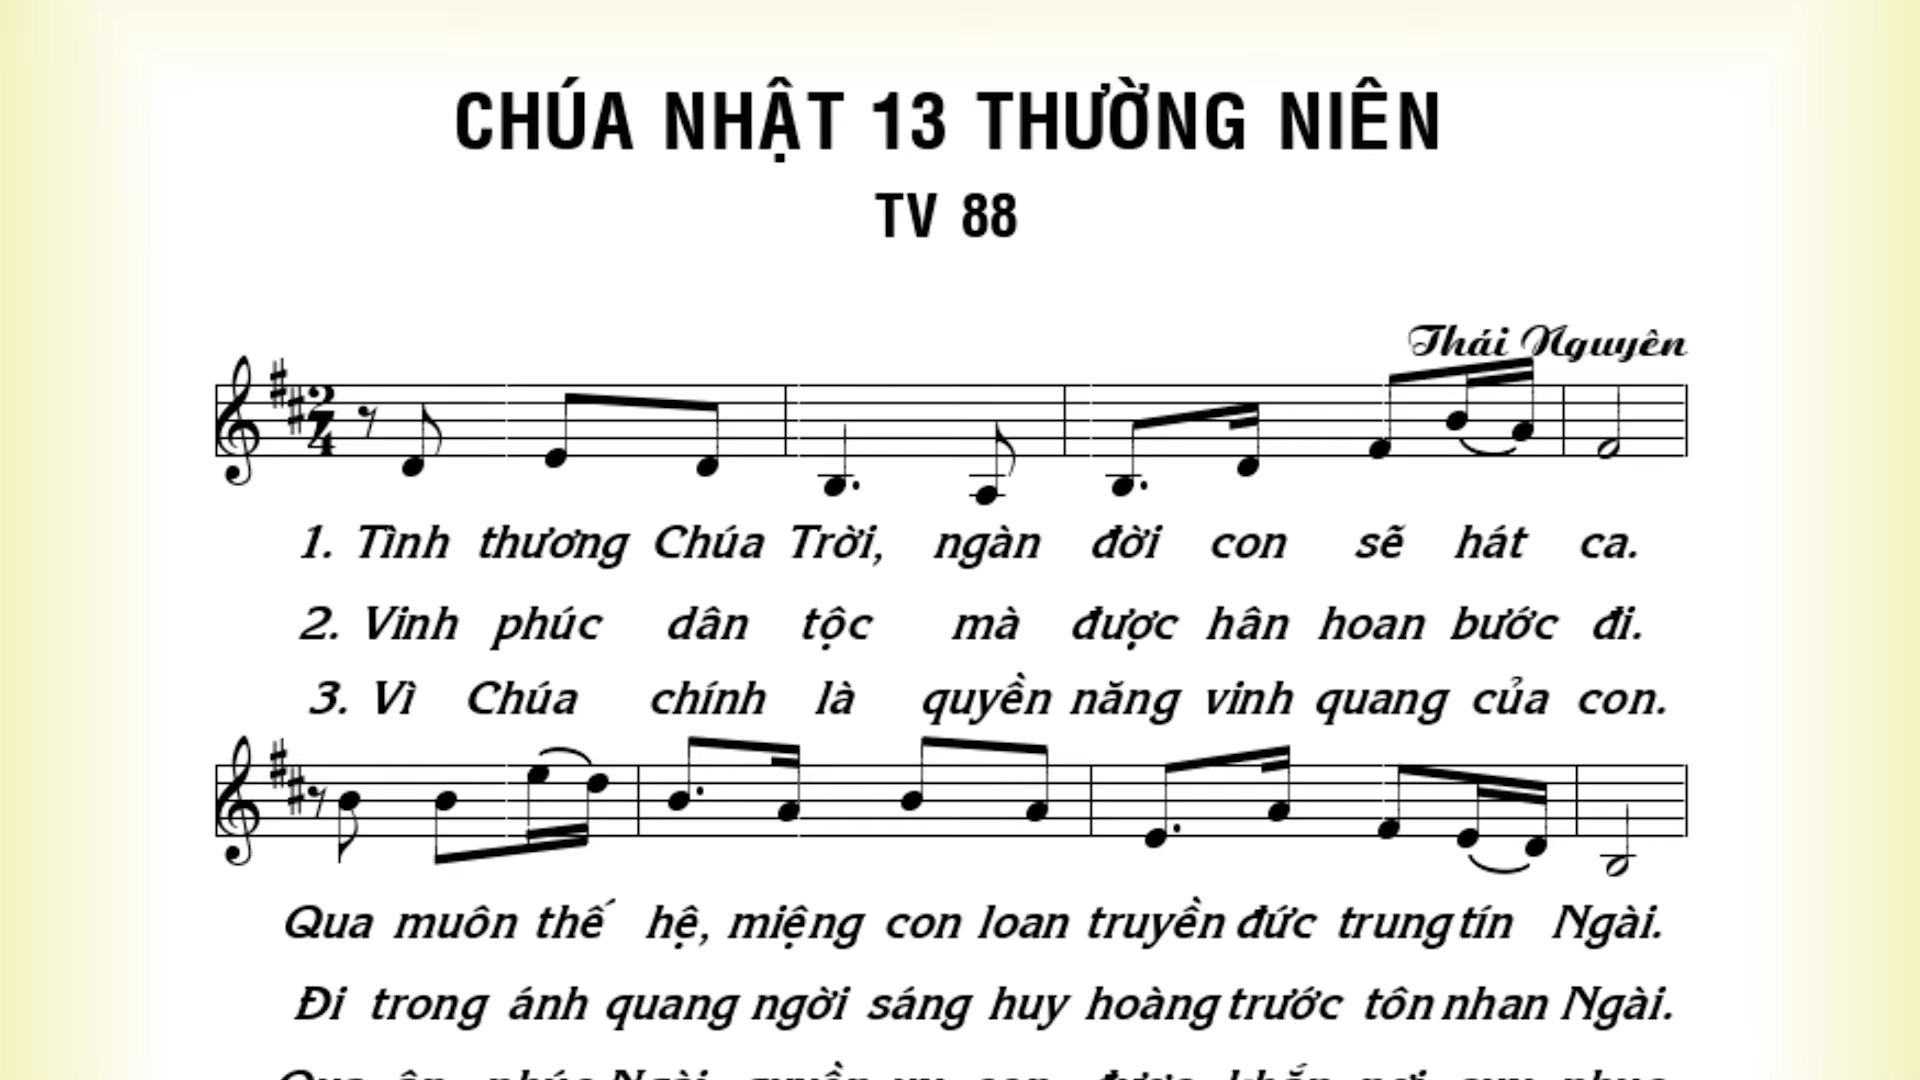 CHÚA NHẬT 13 THƯỜNG NIÊN
TV 88
Thái Nguyên
1. Tình thương Chúa Trời, ngàn đời con sẽ hát ca.
2. Vinh phúc dân tộc mà được hân hoan bước đi.
3. Vì Chúa chính là quyền năng vinh quang của con.
Qua muôn thế hệ, miệng con loan truyền đức trung tín Ngài.
Đi trong ánh quang ngời sáng huy hoàng trước tôn nhan Ngài.